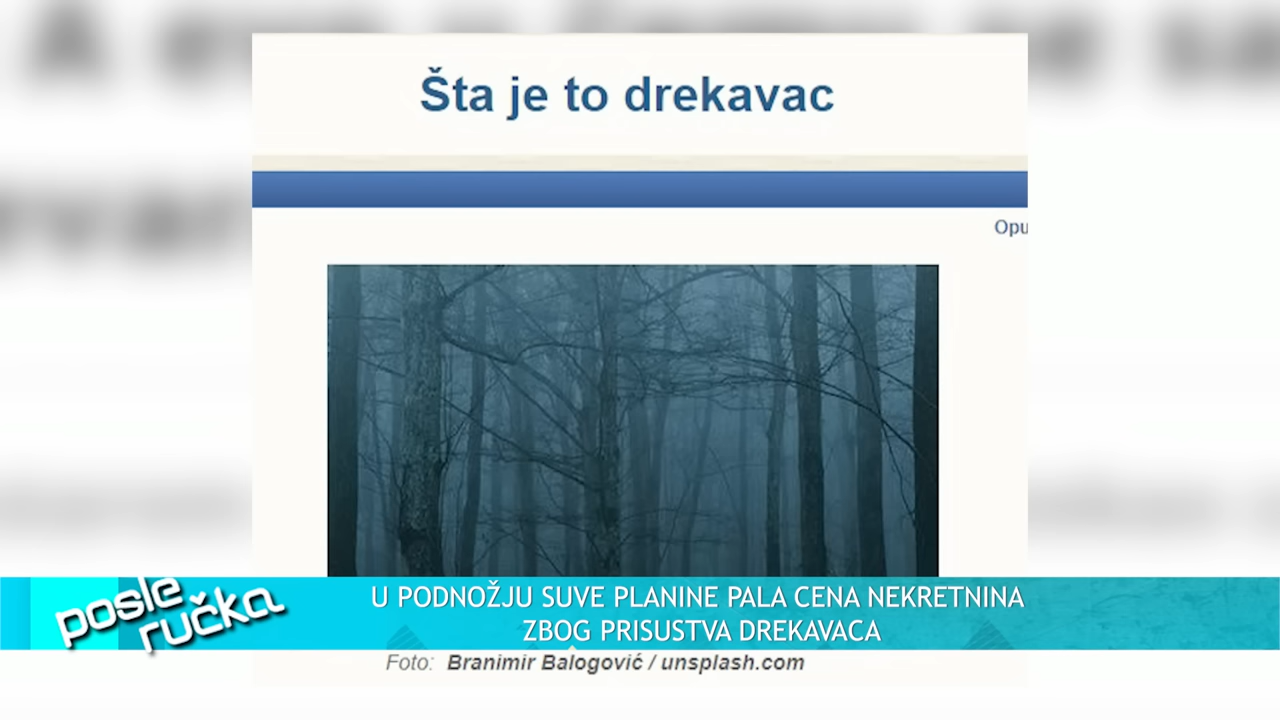 Šta je to drekavac
Opu
posle
ručka
U PODNOŽJU SUVE PLANINE PALA CENA NEKRETNINA
ZBOG PRISUSTVA DREKAVACA
Foto: Branimir Balogović / unsplash.com